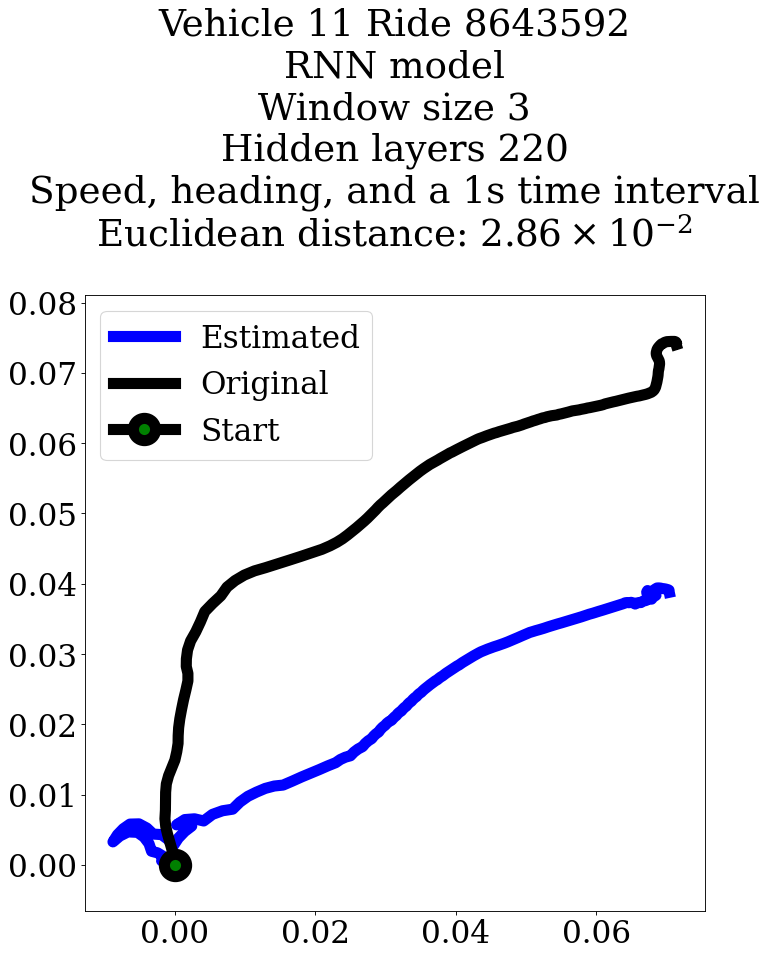 Vehicle 11 Ride 8643592
RNN model
Window size 3
Hidden layers 220
Speed, heading, and a 1s time interval
Euclidean distance: 2.86 × 10⁻²
0.08
0.07
0.06
0.05
0.04
0.03
0.02
0.01
0.00
Estimated
Original
Start
0.00 0.02 0.04 0.06